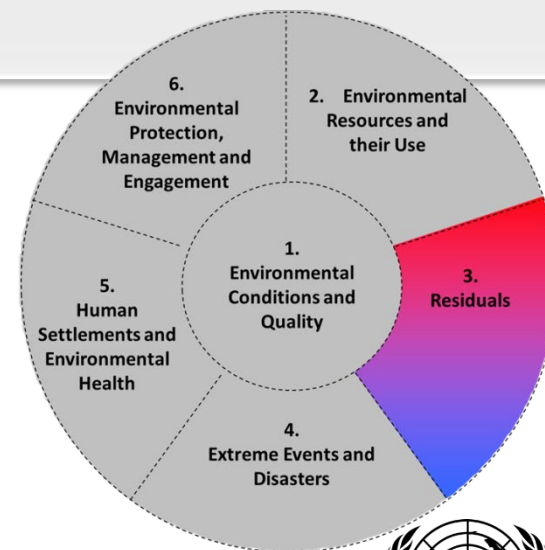 6.
Environmental
Protection,
Management and
Engagement
2. Environmental
Resources and
their Use
1.
Environmental
Conditions and
Quality
3.
Residuals
5.
Human
Settlements and
Environmental
Health
4.
Extreme Events and
Disasters